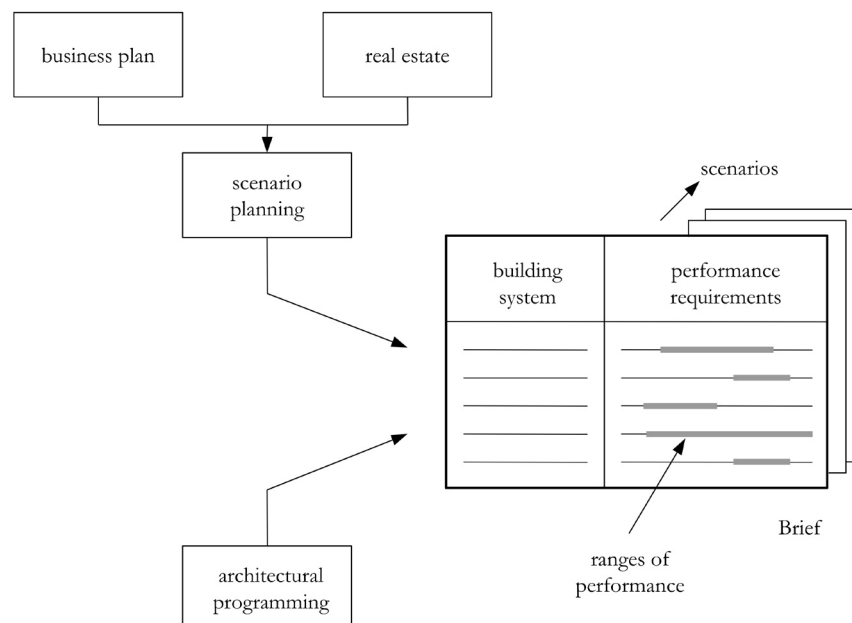 business plan
real estate
scenario
planning
scenarios
building
system
performance
requirements
Brief
ranges of
performance
architectural
programming